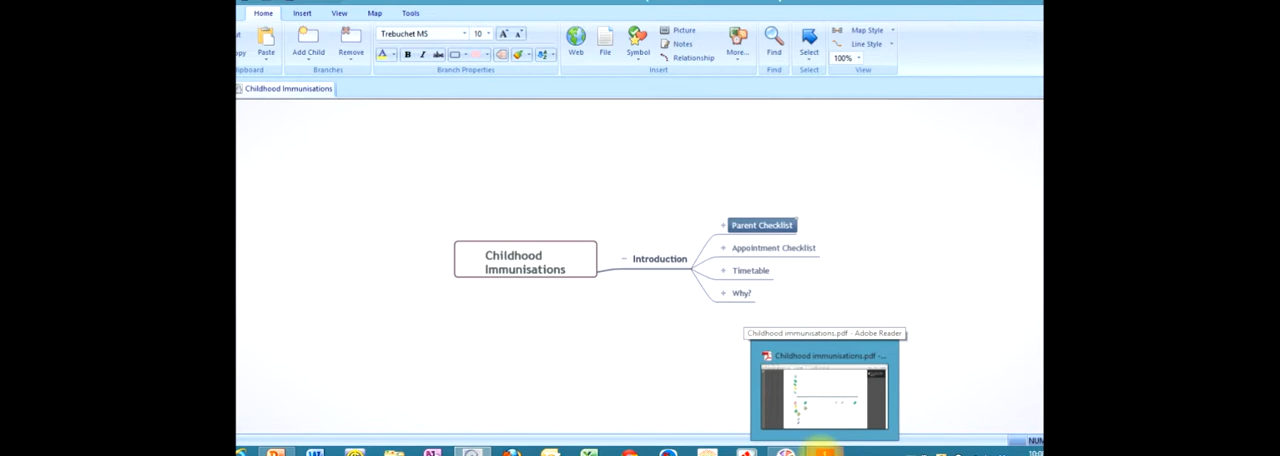 Home Insert View Map Tools
Trebuchet MS 10 A A
Paste Add Child Remove B I abc Web File Symbol Picture Notes Relationship More... Find Select Map Style Line Style 100%
Branches Branch Properties Insert Find Select View
Childhood Immunisations
Parent Checklist
Appointment Checklist
Childhood
Immunisations
Introduction
Timetable
Why?
Childhood immunisations.pdf - Adobe Reader
Childhood immunisations.pdf -...
NUM